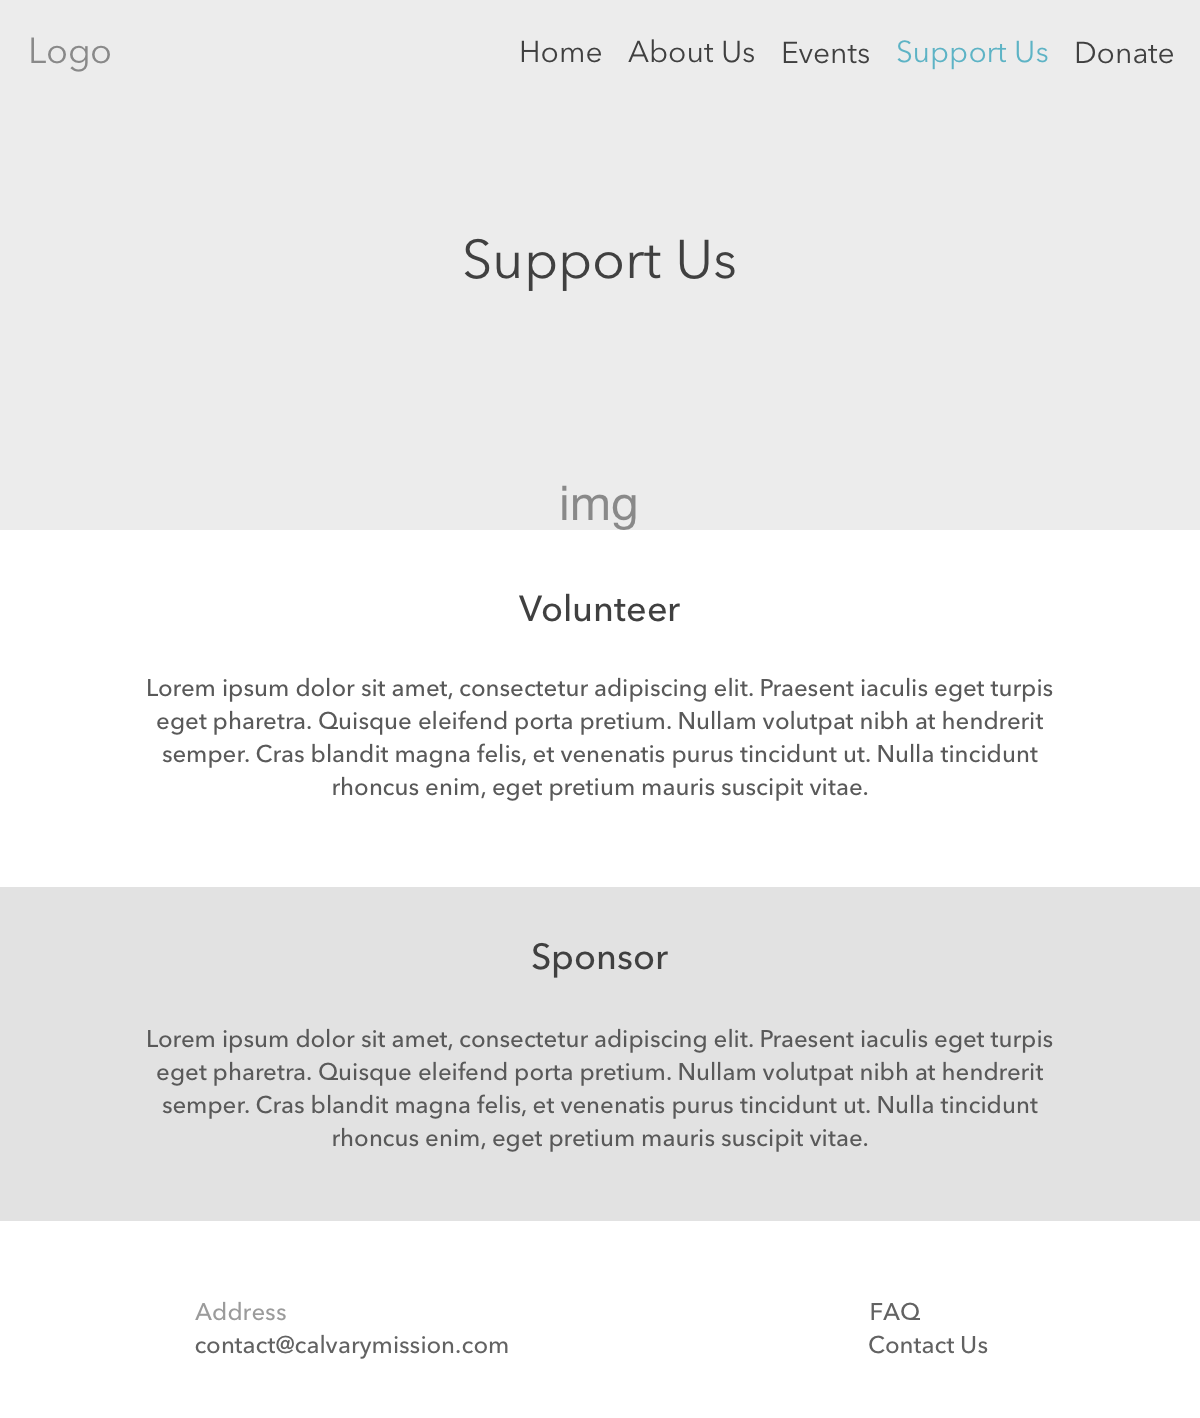 Logo
Home About Us Events Support Us Donate
Support Us
img
Volunteer
Lorem ipsum dolor sit amet, consectetur adipiscing elit. Praesent iaculis eget turpis
eget pharetra. Quisque eleifend porta pretium. Nullam volutpat nibh at hendrerit
semper. Cras blandit magna felis, et venenatis purus tincidunt ut. Nulla tincidunt
rhoncus enim, eget pretium mauris suscipit vitae.
Sponsor
Lorem ipsum dolor sit amet, consectetur adipiscing elit. Praesent iaculis eget turpis
eget pharetra. Quisque eleifend porta pretium. Nullam volutpat nibh at hendrerit
semper. Cras blandit magna felis, et venenatis purus tincidunt ut. Nulla tincidunt
rhoncus enim, eget pretium mauris suscipit vitae.
Address
contact@calvarymission.com
FAQ
Contact Us